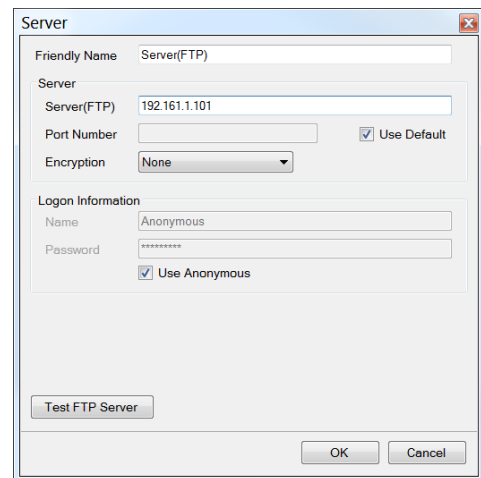 Server
Friendly Name Server(FTP)
Server
Server(FTP) 192.161.1.101
Port Number Use Default
Encryption None
Logon Information
Name Anonymous
Password *********
Use Anonymous
Test FTP Server
OK Cancel